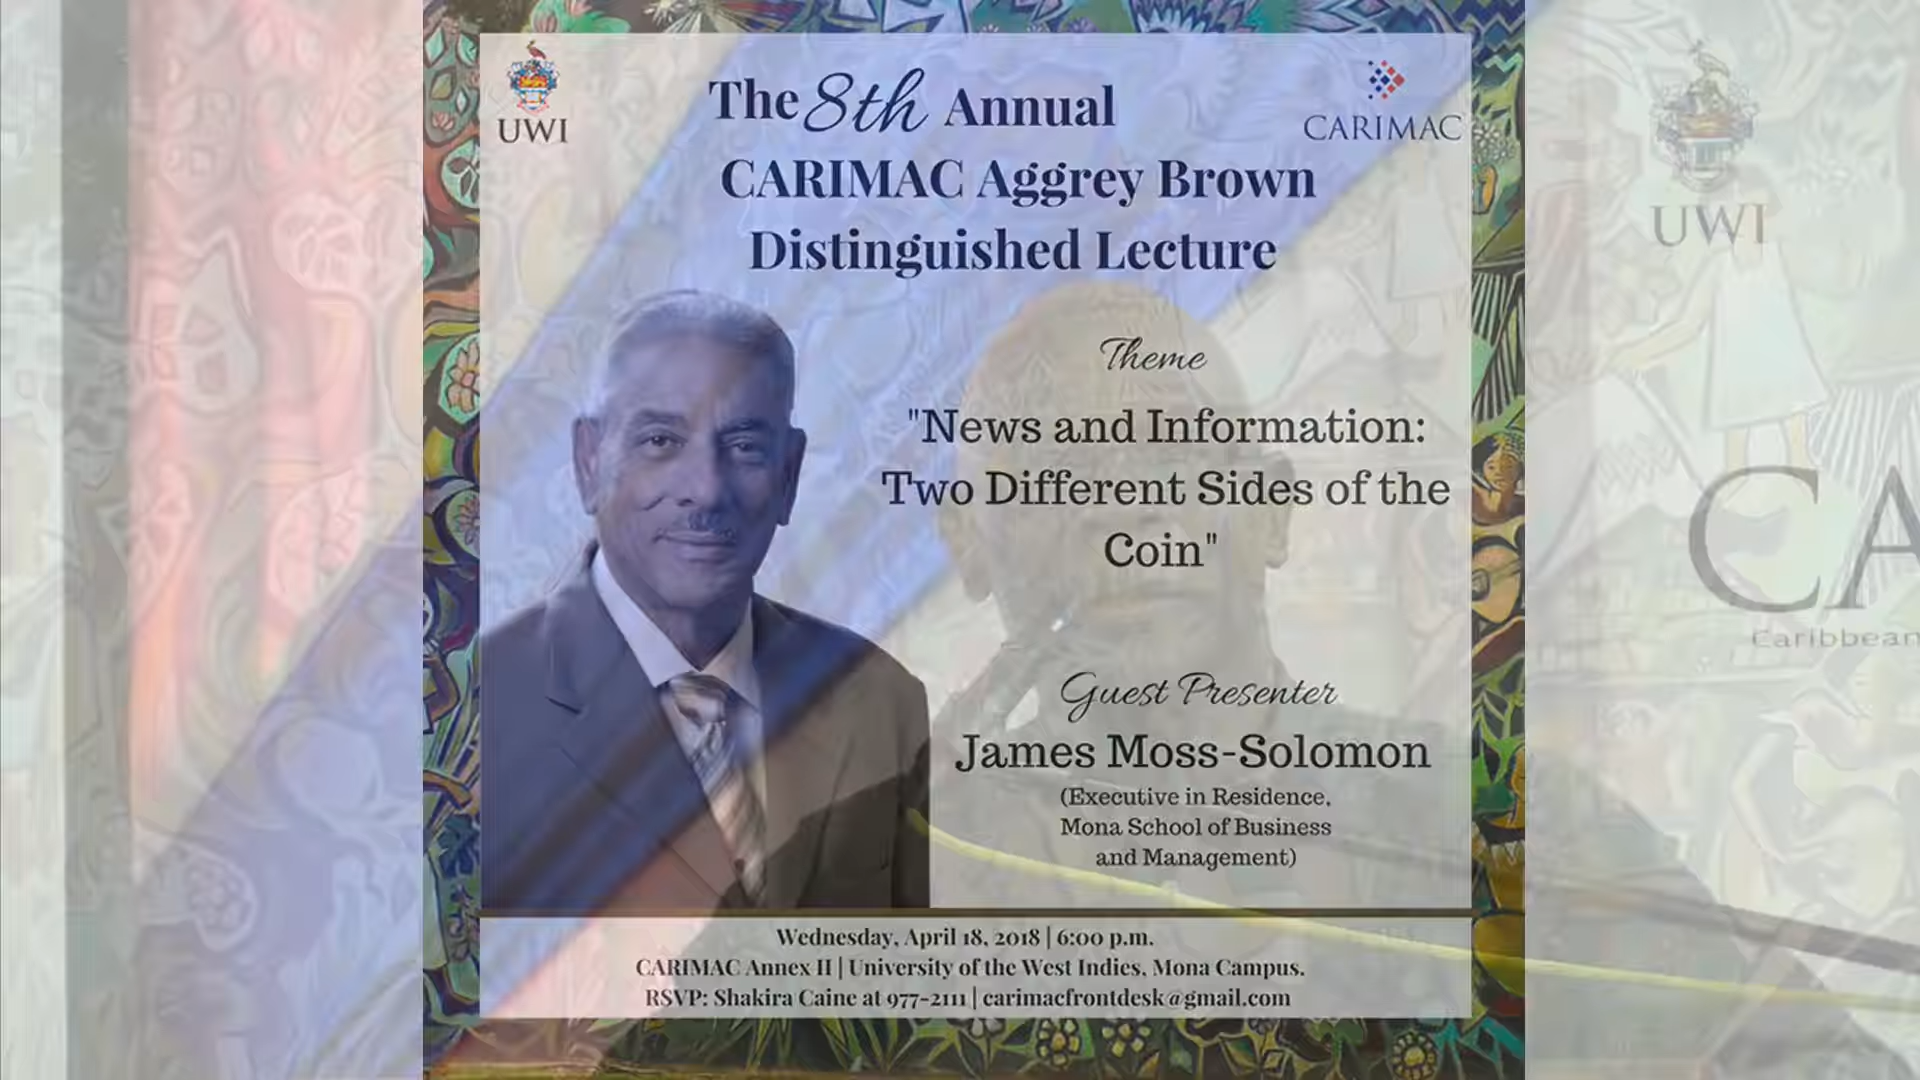 UWI
The 8th Annual
CARIMAC Aggrey Brown
Distinguished Lecture
CARIMAC
Theme
"News and Information:
Two Different Sides of the
Coin"
Guest Presenter
James Moss-Solomon
(Executive in Residence,
Mona School of Business
and Management)
Wednesday, April 18, 2018 | 6:00 p.m.
CARIMAC Annex II | University of the West Indies, Mona Campus.
RSVP: Shakira Caine at 977-2111 | carimacfrontdesk@gmail.com
UWI
CA
Caribbean